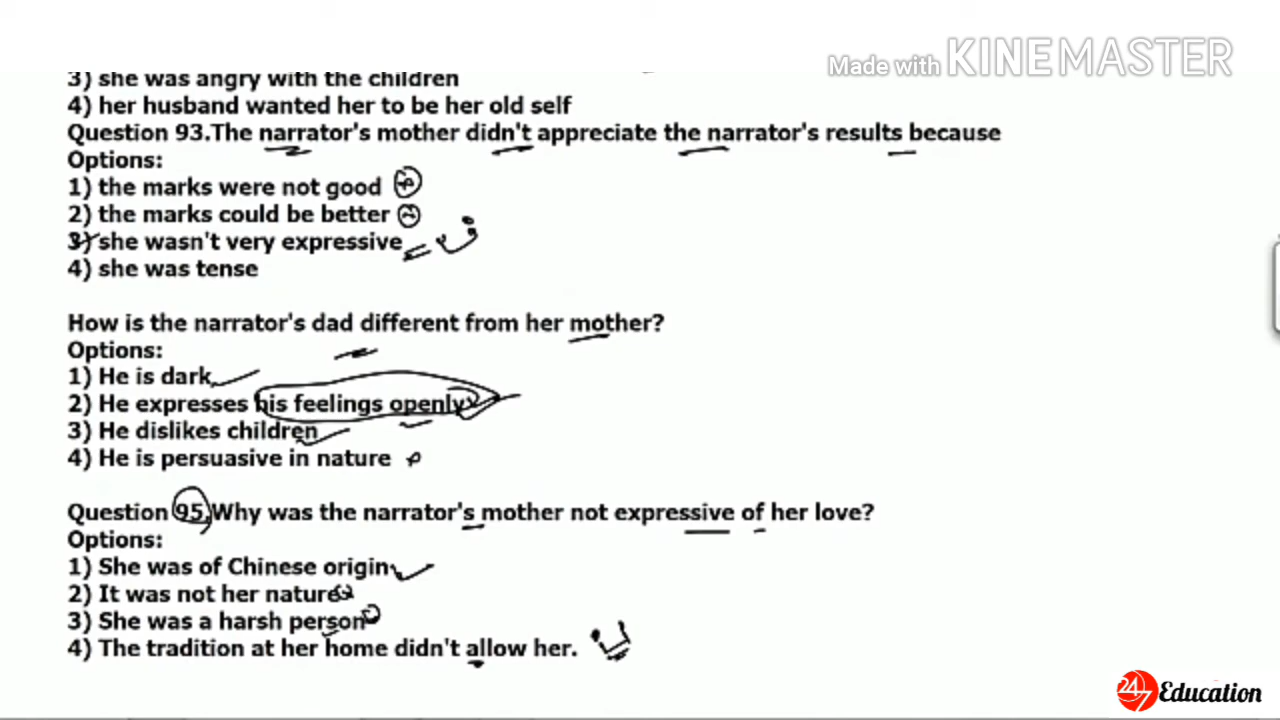 Made with KINEMASTER
3) she was angry with the children
4) her husband wanted her to be her old self
Question 93.The narrator's mother didn't appreciate the narrator's results because
Options:
1) the marks were not good
2) the marks could be better
3) she wasn't very expressive
4) she was tense
How is the narrator's dad different from her mother?
Options:
1) He is dark
2) He expresses his feelings openly
3) He dislikes children
4) He is persuasive in nature
Question 95.Why was the narrator's mother not expressive of her love?
Options:
1) She was of Chinese origin
2) It was not her nature
3) She was a harsh person
4) The tradition at her home didn't allow her.
24/7 Education